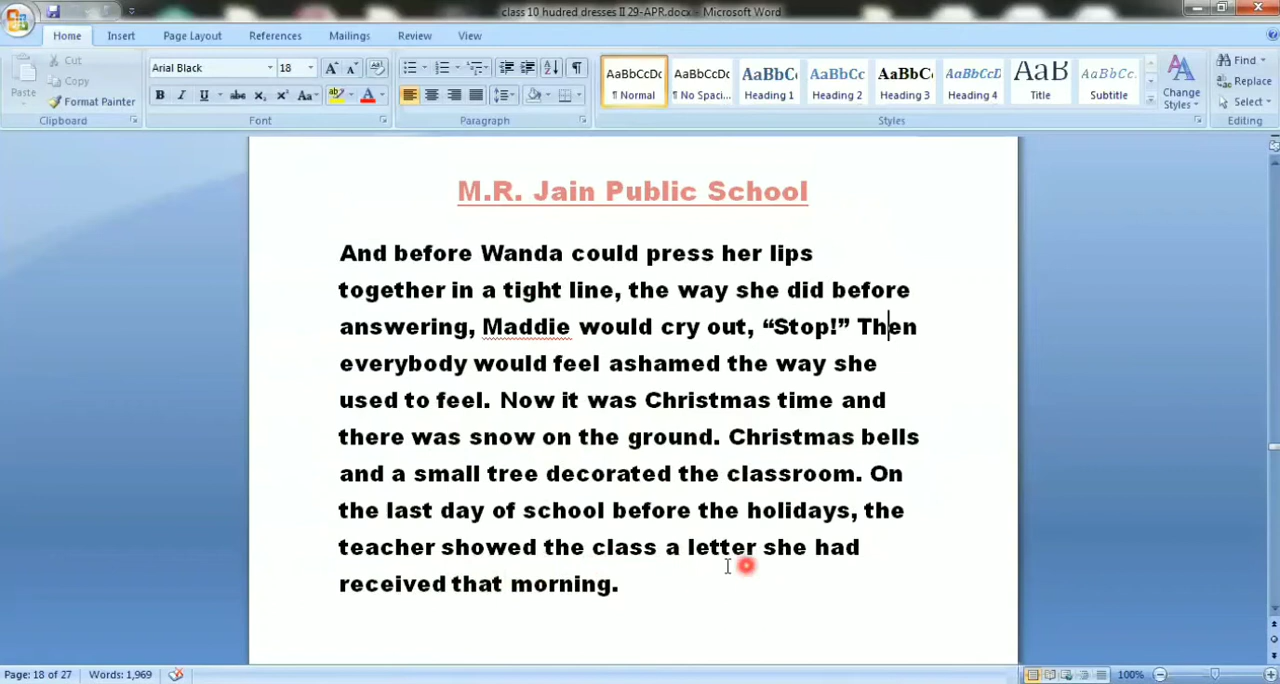 class 10 hudred dresses II 29-APR.docx - Microsoft Word
Home Insert Page Layout References Mailings Review View
Cut
Copy
Paste
Format Painter
Clipboard
Arial Black 18
Font
Paragraph
AaBbCcDc AaBbCcDc AaBbC AaBbCc AaBbC AaBbCcD AaB AaBbCc.
¶ Normal ¶ No Spaci... Heading 1 Heading 2 Heading 3 Heading 4 Title Subtitle
Styles
Change Styles
Find
Replace
Select
Editing
M.R. Jain Public School
And before Wanda could press her lips
together in a tight line, the way she did before
answering, Maddie would cry out, “Stop!” Then
everybody would feel ashamed the way she
used to feel. Now it was Christmas time and
there was snow on the ground. Christmas bells
and a small tree decorated the classroom. On
the last day of school before the holidays, the
teacher showed the class a letter she had
received that morning.
Page: 18 of 27 Words: 1,969 100%